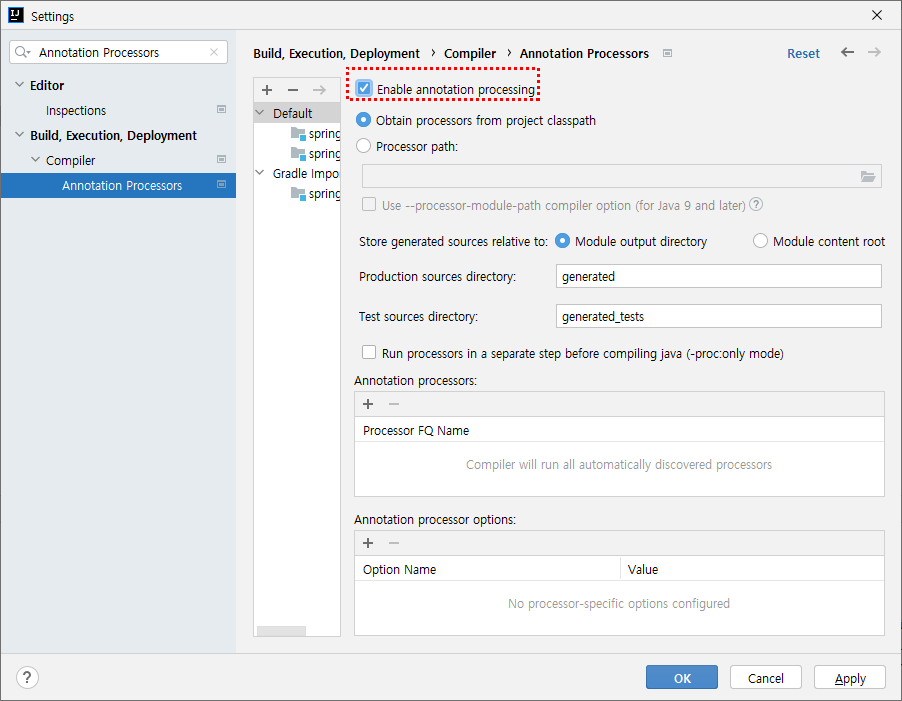 IJ
Settings
Annotation Processors
Editor
Inspections
Build, Execution, Deployment
Compiler
Annotation Processors
Build, Execution, Deployment › Compiler › Annotation Processors
Reset
Default
spring
spring
Gradle Impo
spring
Enable annotation processing
Obtain processors from project classpath
Processor path:
Use --processor-module-path compiler option (for Java 9 and later) ?
Store generated sources relative to: Module output directory Module content root
Production sources directory: generated
Test sources directory: generated_tests
Run processors in a separate step before compiling java (-proc:only mode)
Annotation processors:
Processor FQ Name
Compiler will run all automatically discovered processors
Annotation processor options:
Option Name Value
No processor-specific options configured
? OK Cancel Apply